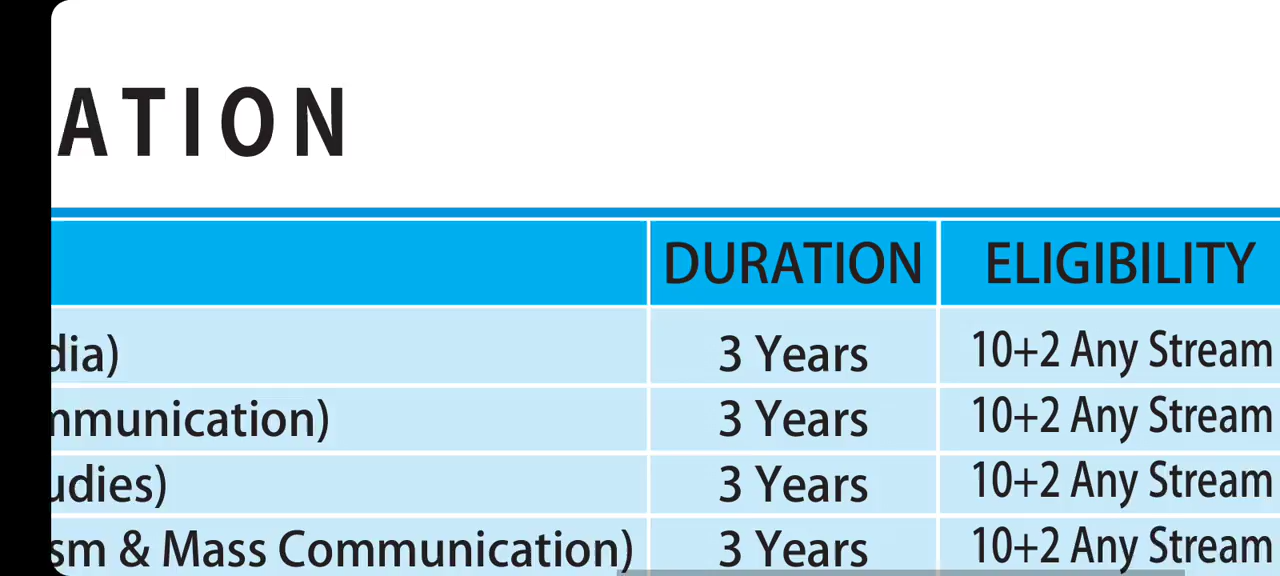 ATION
DURATION ELIGIBILITY
dia) 3 Years 10+2 Any Stream
mmunication) 3 Years 10+2 Any Stream
udies) 3 Years 10+2 Any Stream
sm & Mass Communication) 3 Years 10+2 Any Stream